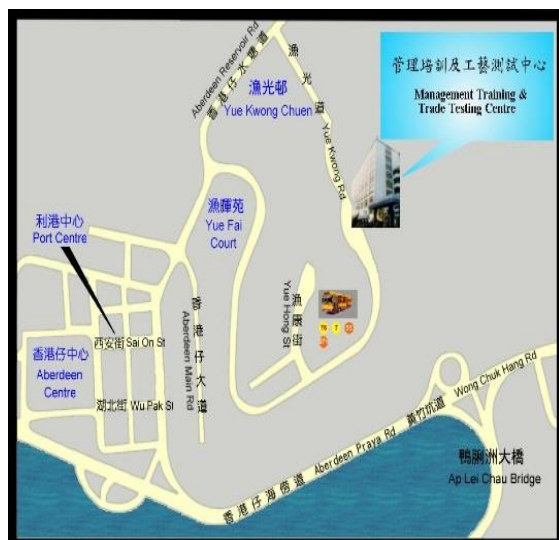 管理培訓及工藝測試中心
Management Training &
Trade Testing Centre
Aberdeen Reservoir Rd
香港仔水塘道
漁光道
Yue Kwong Rd
漁光邨
Yue Kwong Chuen
漁暉苑
Yue Fai
Court
利港中心
Port Centre
漁康街
Yue Hong St
香港仔大道
Aberdeen Main Rd
西安街 Sai On St
香港仔中心
Aberdeen
Centre
湖北街 Wu Pak St
7
香港仔海傍道 Aberdeen Praya Rd 黃竹坑道 Wong Chuk Hang Rd
鴨脷洲大橋
Ap Lei Chau Bridge